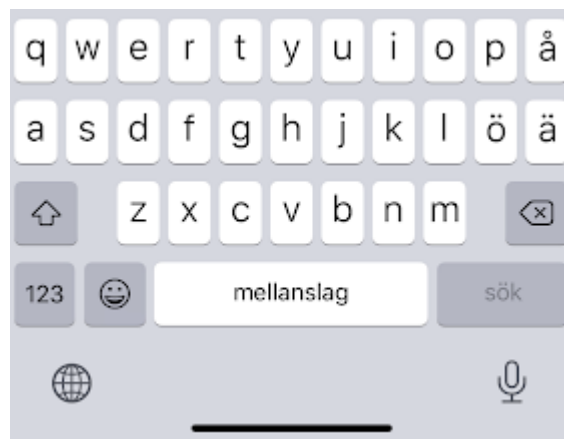 q w e r t y u i o p å
a s d f g h j k l ö ä
z x c v b n m
123 mellanslag sök